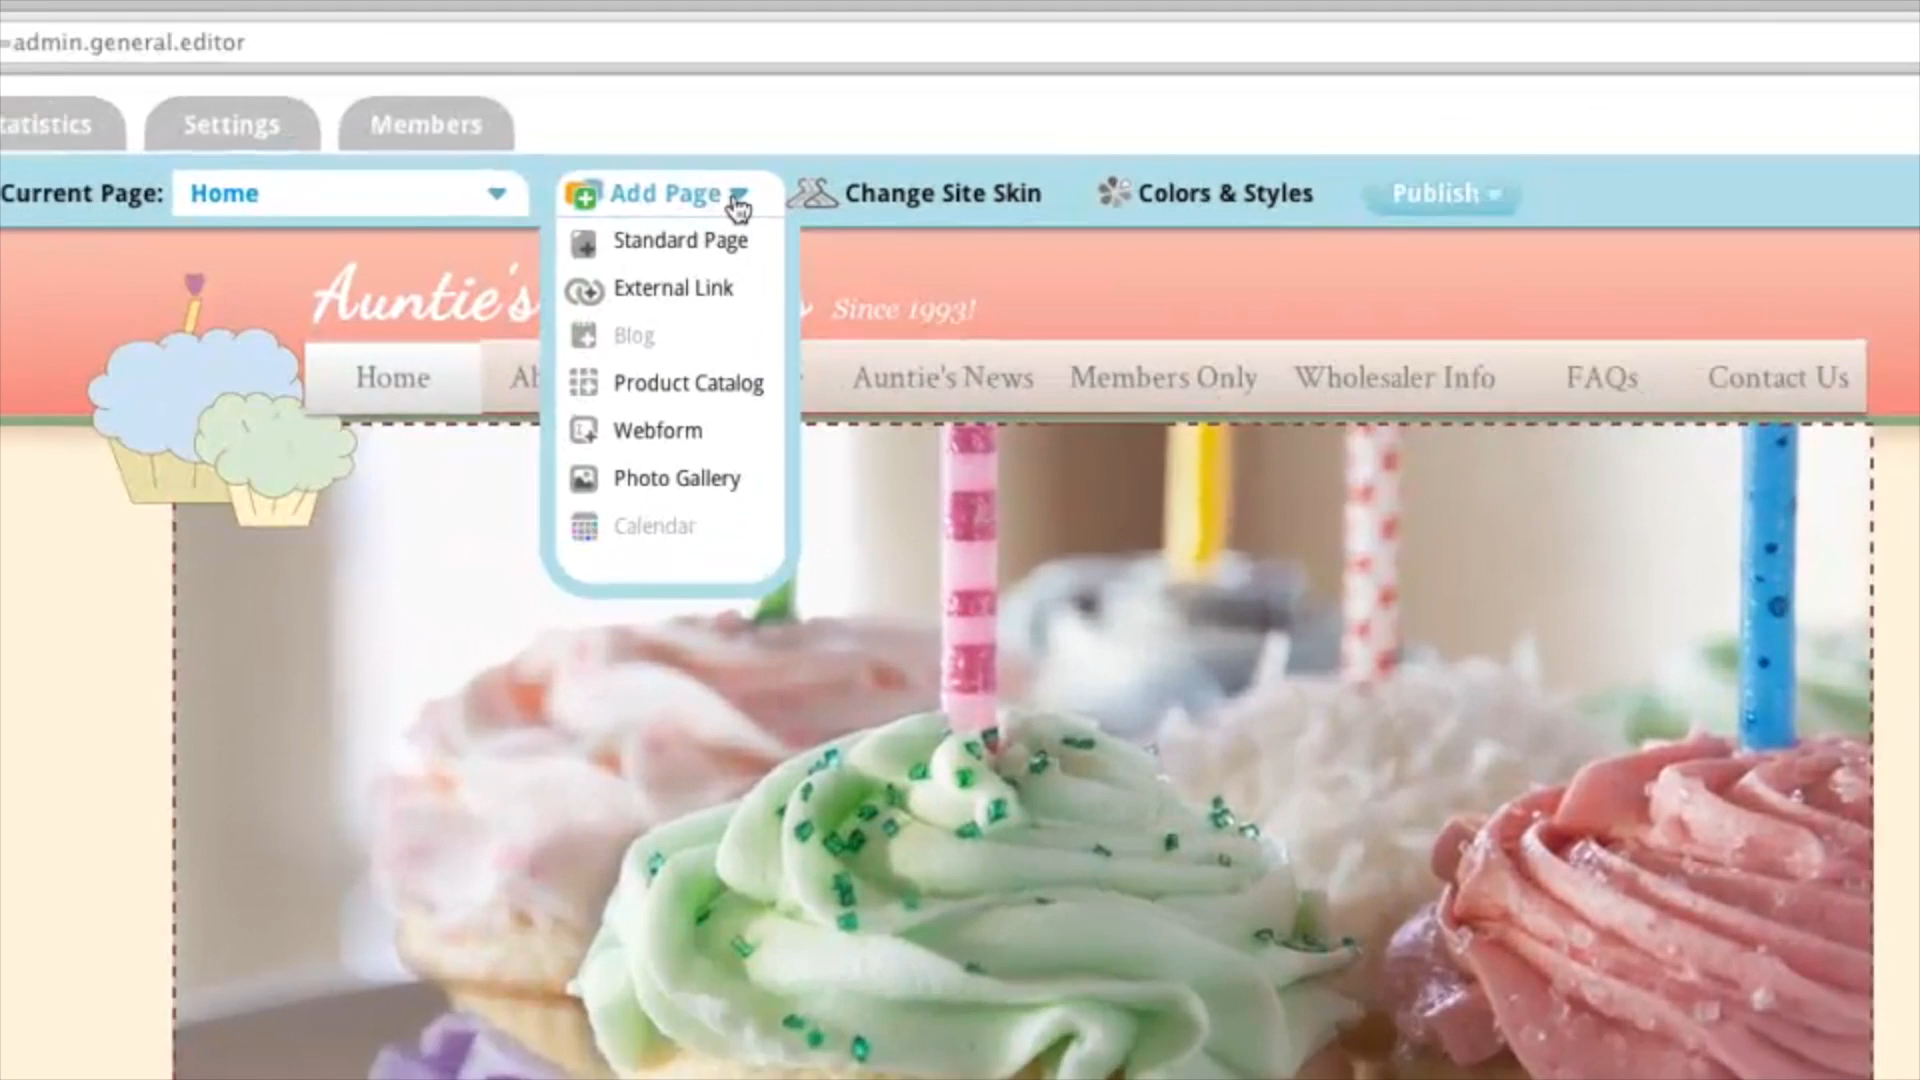 =admin.general.editor
tatistics
Settings
Members
Current Page:
Home
Add Page
Change Site Skin
Colors & Styles
Publish
Standard Page
External Link
Blog
Product Catalog
Webform
Photo Gallery
Calendar
Auntie's
Since 1993!
Home
Ab
Auntie's News
Members Only
Wholesaler Info
FAQs
Contact Us